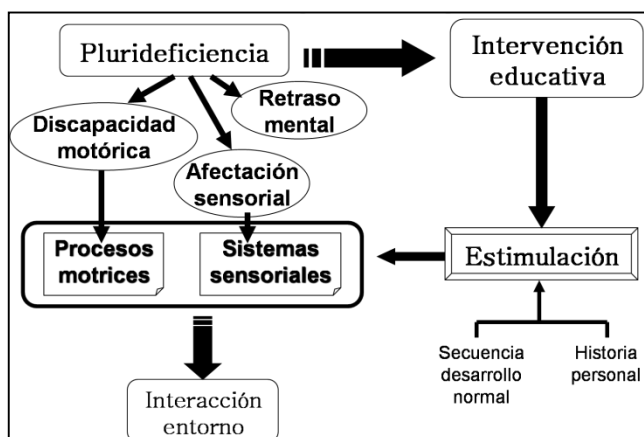 Plurideficiencia
Intervención
educativa
Retraso
mental
Discapacidad
motórica
Afectación
sensorial
Procesos
motrices
Sistemas
sensoriales
Estimulación
Secuencia
desarrollo
normal
Historia
personal
Interacción
entorno